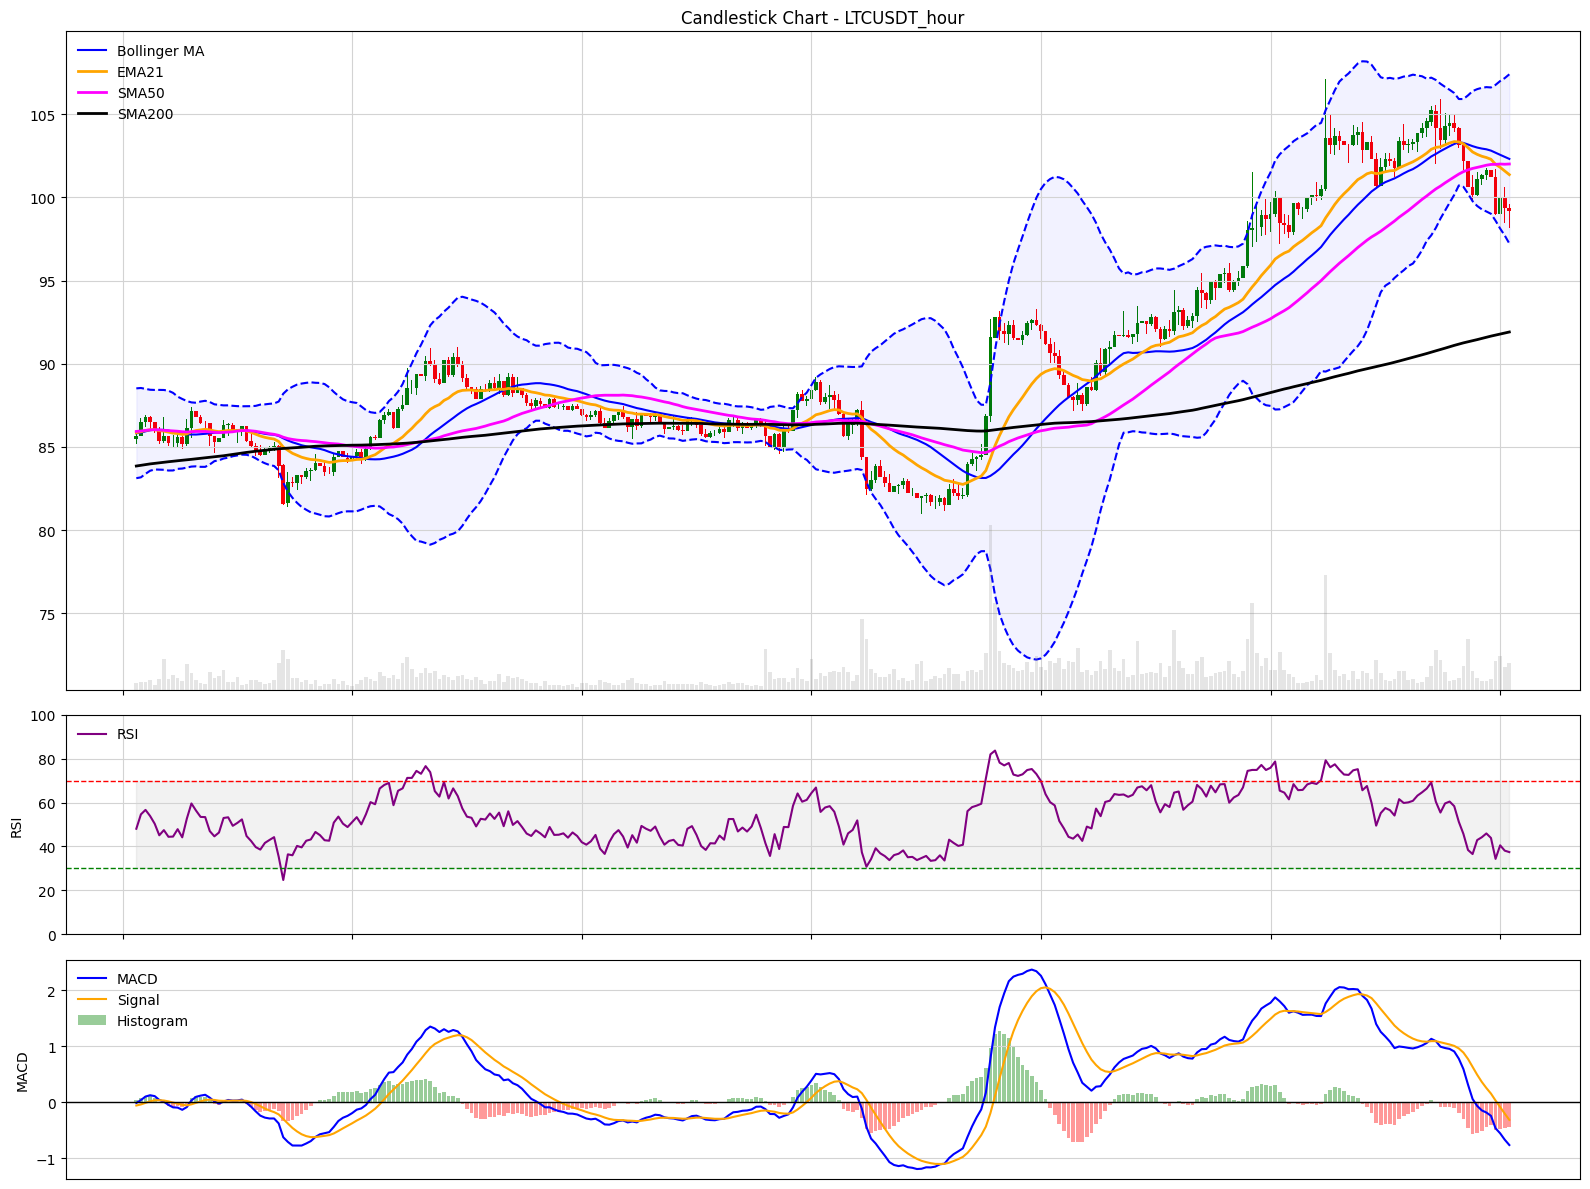 Candlestick Chart - LTCUSDT_hour
Bollinger MA
EMA21
SMA50
SMA200
105
100
95
90
85
80
75
RSI
100
80
60
40
20
0
RSI
MACD
Signal
Histogram
2
1
0
−1
MACD